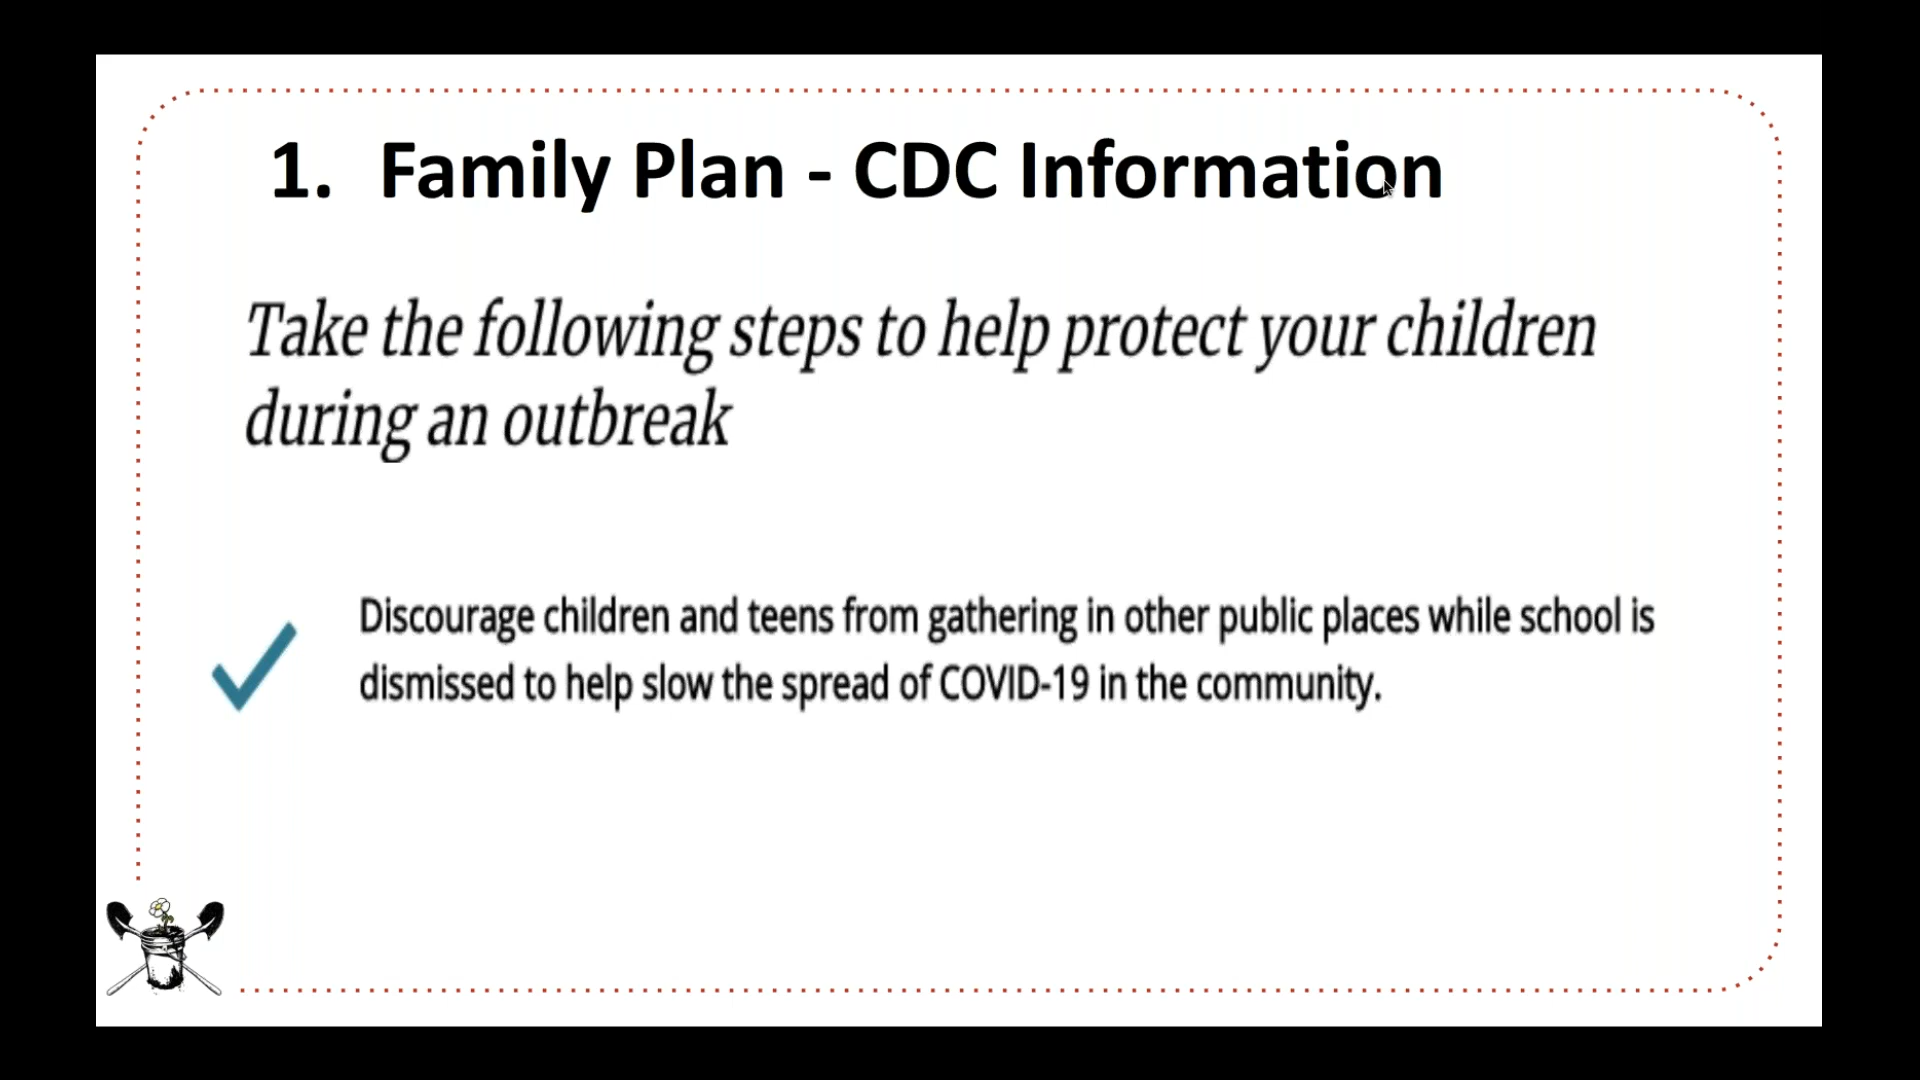 1. Family Plan - CDC Information
Take the following steps to help protect your children
during an outbreak
Discourage children and teens from gathering in other public places while school is
dismissed to help slow the spread of COVID-19 in the community.